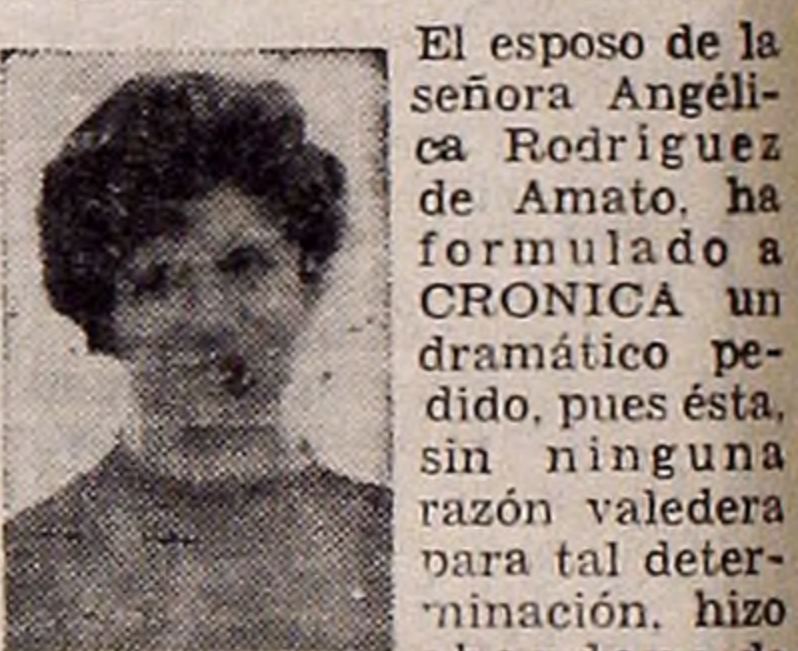 El esposo de la
señora Angéli-
ca Rodríguez
de Amato, ha
formulado a
CRONICA un
dramático pe-
dido, pues ésta,
sin ninguna
razón valedera
para tal deter-
minación, hizo